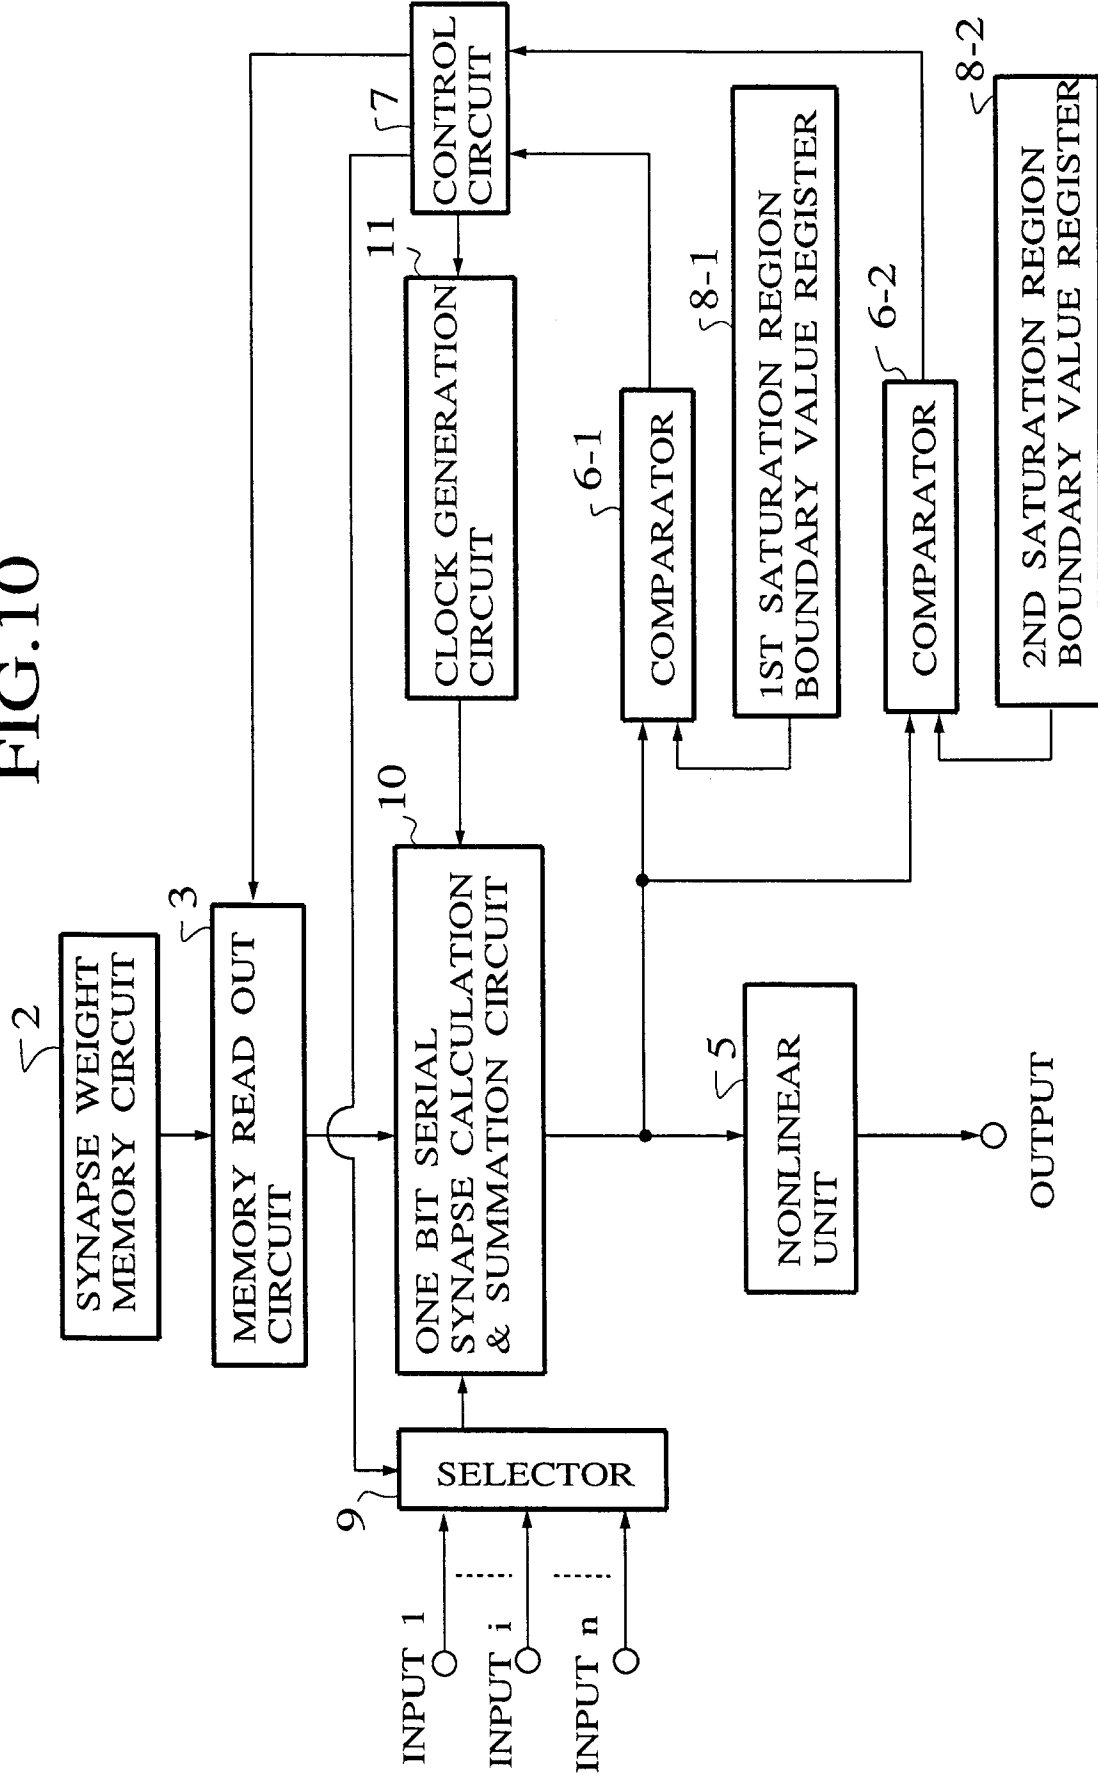 FIG.10
2
SYNAPSE WEIGHT
MEMORY CIRCUIT
3
MEMORY READ OUT
CIRCUIT
7
CONTROL
CIRCUIT
11
CLOCK GENERATION
CIRCUIT
10
ONE BIT SERIAL
SYNAPSE CALCULATION
& SUMMATION CIRCUIT
9
SELECTOR
INPUT 1
INPUT i
INPUT n
6-1
COMPARATOR
8-1
1ST SATURATION REGION
BOUNDARY VALUE REGISTER
5
NONLINEAR
UNIT
6-2
COMPARATOR
8-2
2ND SATURATION REGION
BOUNDARY VALUE REGISTER
OUTPUT